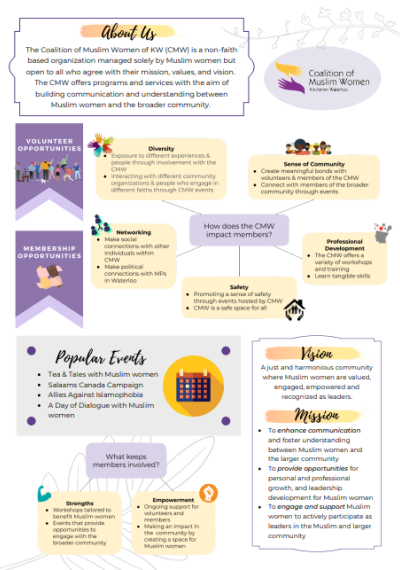 About Us
The Coalition of Muslim Women of KW (CMW) is a non-faith
based organization managed solely by Muslim women but
open to all who agree with their mission, values, and vision.
The CMW offers programs and services with the aim of
building communication and understanding between
Muslim women and the broader community.
Coalition of
Muslim Women
Kitchener-Waterloo
VOLUNTEER
OPPORTUNITIES
MEMBERSHIP
OPPORTUNITIES
Diversity
• Exposure to different experiences &
people through involvement with the
CMW
• Interacting with different community
organizations & people who engage in
different faiths through CMW events
Sense of Community
• Create meaningful bonds with
volunteers & members of the CMW
• Connect with members of the broader
community through events
How does the CMW
impact members?
Networking
• Make social
connections with other
individuals within
CMW
• Make political
connections with MPs
in Waterloo
Professional
Development
• The CMW offers a
variety of workshops
and training
• Learn tangible skills
Safety
• Promoting a sense of safety
through events hosted by CMW
• CMW is a safe space for all
Popular Events
• Tea & Tales with Muslim women
• Salaams Canada Campaign
• Allies Against Islamophobia
• A Day of Dialogue with Muslim
women
What keeps
members involved?
Strengths
• Workshops tailored to
benefit Muslim women
• Events that provide
opportunities to
engage with the
broader community
Empowerment
• Ongoing support for
volunteers and
members
• Making an impact in
the community by
creating a space for
Muslim women
Vision
A just and harmonious community
where Muslim women are valued,
engaged, empowered and
recognized as leaders.
Mission
• To enhance communication
and foster understanding
between Muslim women and
the larger community
• To provide opportunities for
personal and professional
growth, and leadership
development for Muslim women
• To engage and support Muslim
women to actively participate as
leaders in the Muslim and larger
community